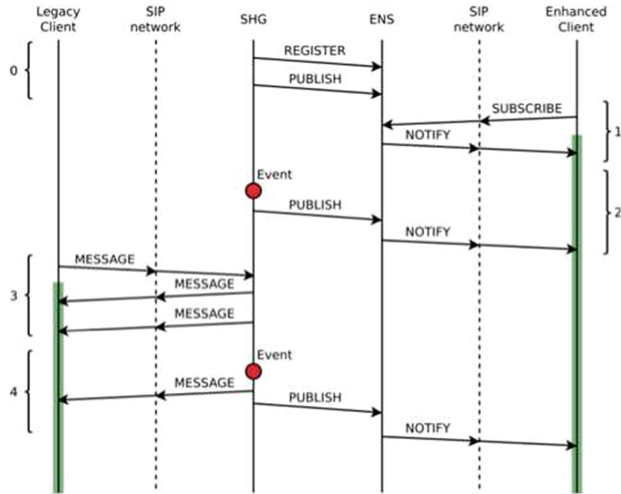 Legacy
Client
SIP
network
SHG
ENS
SIP
network
Enhanced
Client
0
REGISTER
PUBLISH
SUBSCRIBE
1
NOTIFY
Event
2
PUBLISH
NOTIFY
MESSAGE
3
MESSAGE
MESSAGE
Event
4
MESSAGE
PUBLISH
NOTIFY